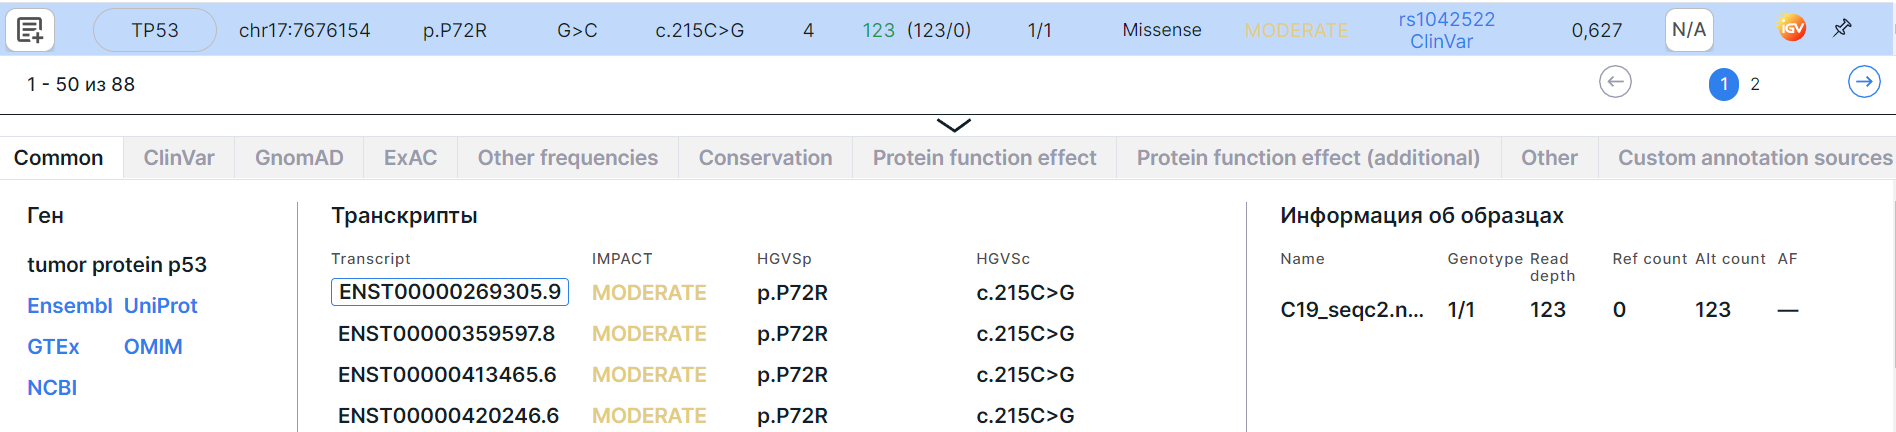 TP53 chr17:7676154 p.P72R G>C c.215C>G 4 123 (123/0) 1/1 Missense MODERATE rs1042522 ClinVar 0,627 N/A IGV
1 - 50 из 88 1 2
Common ClinVar GnomAD ExAC Other frequencies Conservation Protein function effect Protein function effect (additional) Other Custom annotation sources
Ген
tumor protein p53
Ensembl UniProt
GTEx OMIM
NCBI
Транскрипты
Transcript IMPACT HGVSp HGVSc
ENST00000269305.9 MODERATE p.P72R c.215C>G
ENST00000359597.8 MODERATE p.P72R c.215C>G
ENST00000413465.6 MODERATE p.P72R c.215C>G
ENST00000420246.6 MODERATE p.P72R c.215C>G
Информация об образцах
Name Genotype Read depth Ref count Alt count AF
C19_seqc2.n... 1/1 123 0 123 —